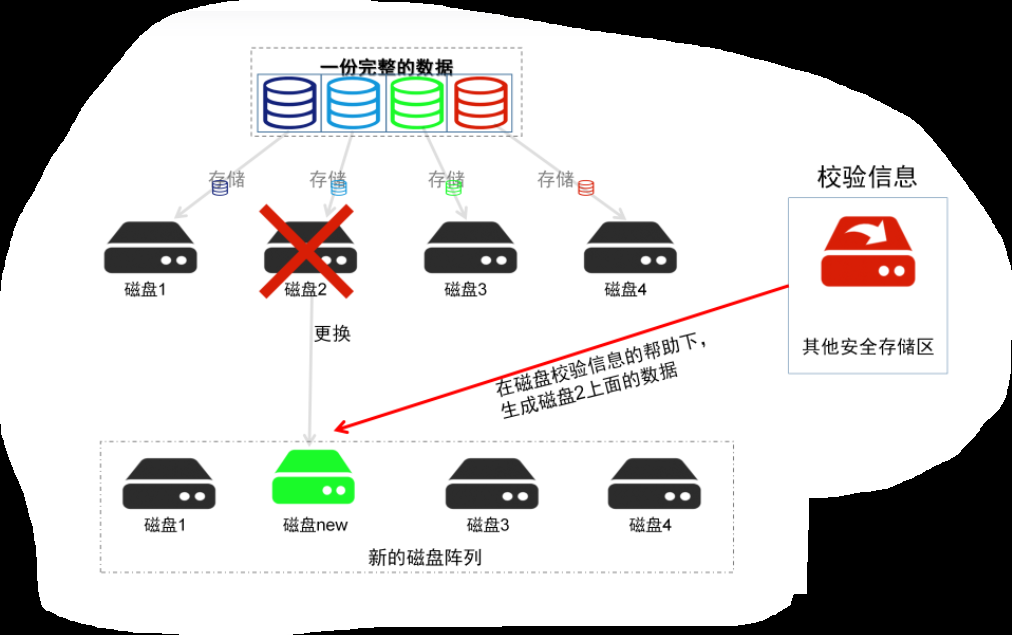 一份完整的数据
存储
存储
存储
存储
校验信息
磁盘1
磁盘2
磁盘3
磁盘4
更换
其他安全存储区
在磁盘校验信息的帮助下，
生成磁盘2上面的数据
磁盘1
磁盘new
磁盘3
磁盘4
新的磁盘阵列